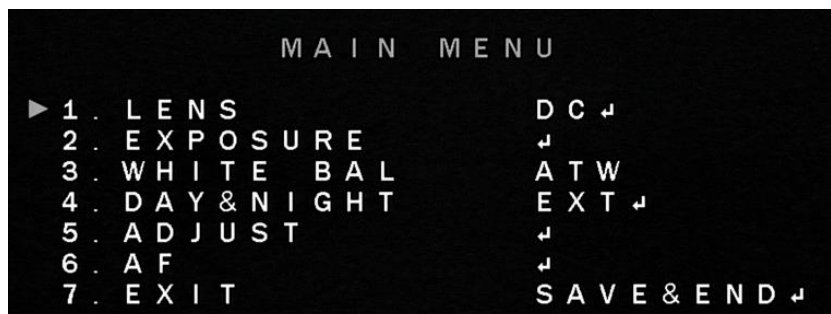 MAIN MENU
▶1. LENS DC↲
2. EXPOSURE ↲
3. WHITE BAL ATW
4. DAY&NIGHT EXT↲
5. ADJUST ↲
6. AF ↲
7. EXIT SAVE&END↲